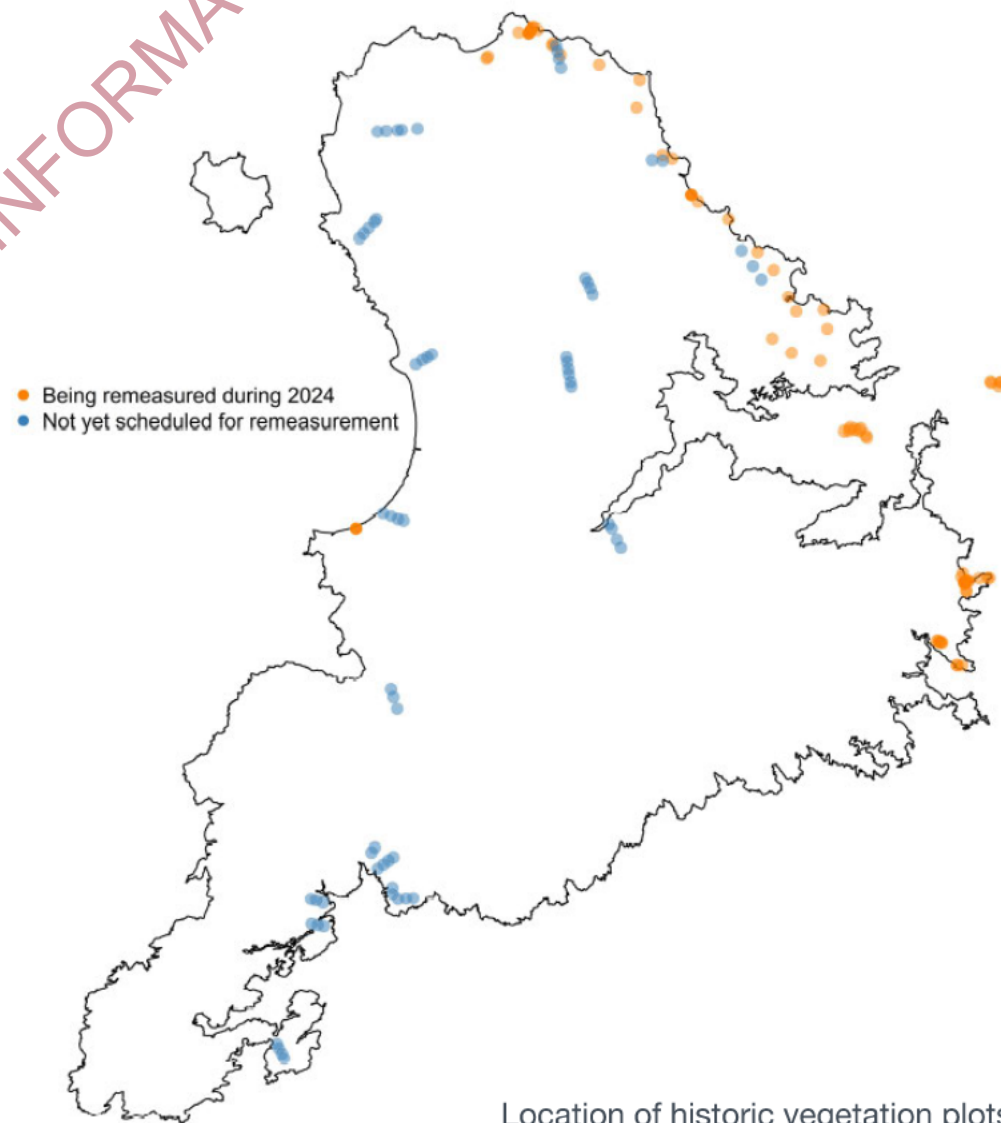 INFORMA
Being remeasured during 2024
Not yet scheduled for remeasurement
Location of historic vegetation plots